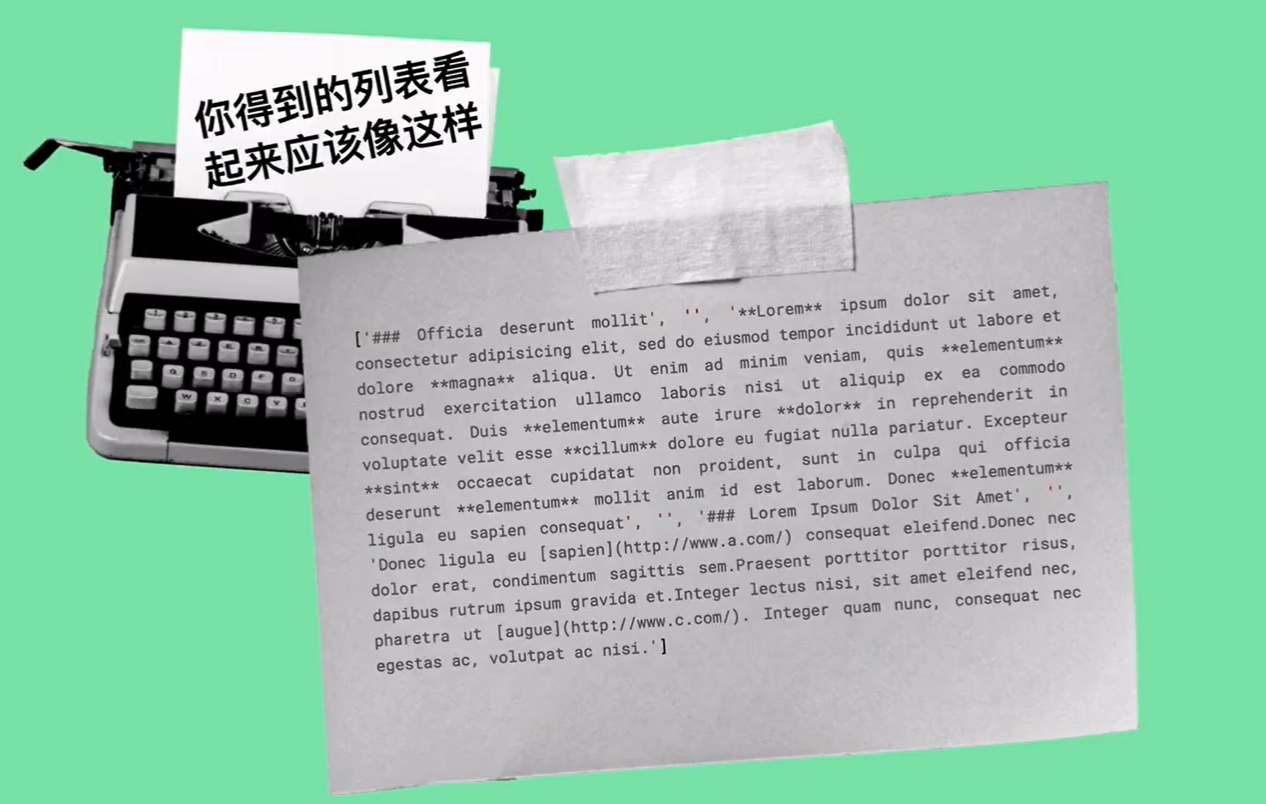 你得到的列表看
起来应该像这样
['### Officia deserunt mollit', '', '**Lorem** ipsum dolor sit amet,
consectetur adipisicing elit, sed do eiusmod tempor incididunt ut labore et
dolore **magna** aliqua. Ut enim ad minim veniam, quis **elementum**
nostrud exercitation ullamco laboris nisi ut aliquip ex ea commodo
consequat. Duis **elementum** aute irure **dolor** in reprehenderit in
voluptate velit esse **cillum** dolore eu fugiat nulla pariatur. Excepteur
**sint** occaecat cupidatat non proident, sunt in culpa qui officia
deserunt **elementum** mollit anim id est laborum. Donec **elementum**
ligula eu sapien consequat', '', '### Lorem Ipsum Dolor Sit Amet', '',
'Donec ligula eu [sapien](http://www.a.com/) consequat eleifend.Donec nec
dolor erat, condimentum sagittis sem.Praesent porttitor porttitor risus,
dapibus rutrum ipsum gravida et.Integer lectus nisi, sit amet eleifend nec,
pharetra ut [augue](http://www.c.com/). Integer quam nunc, consequat nec
egestas ac, volutpat ac nisi.']